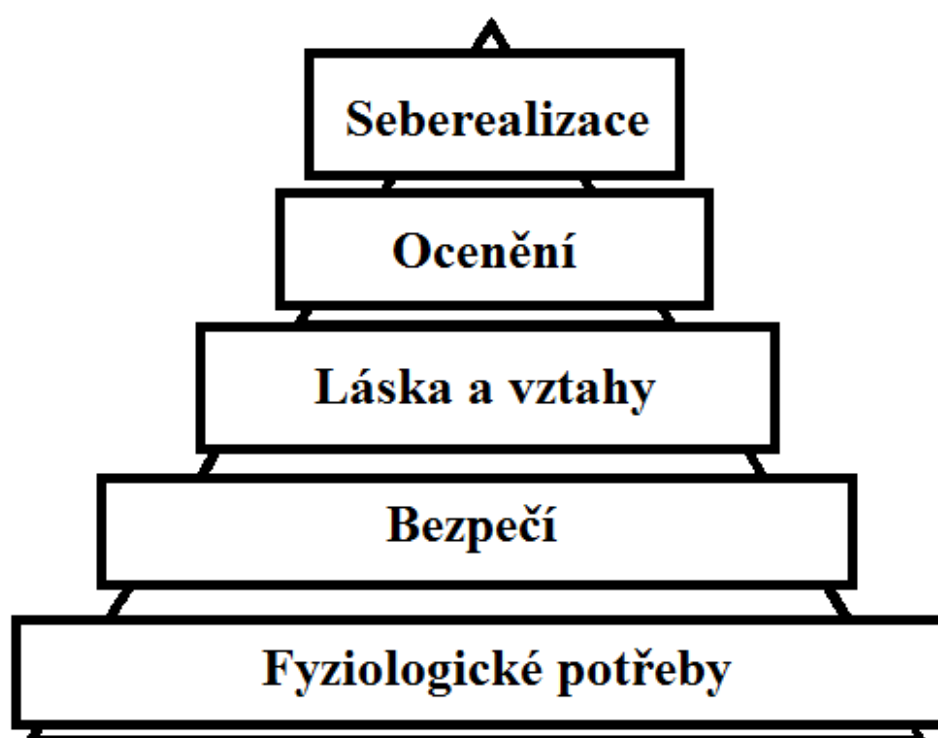 Seberealizace
Ocenění
Láska a vztahy
Bezpečí
Fyziologické potřeby